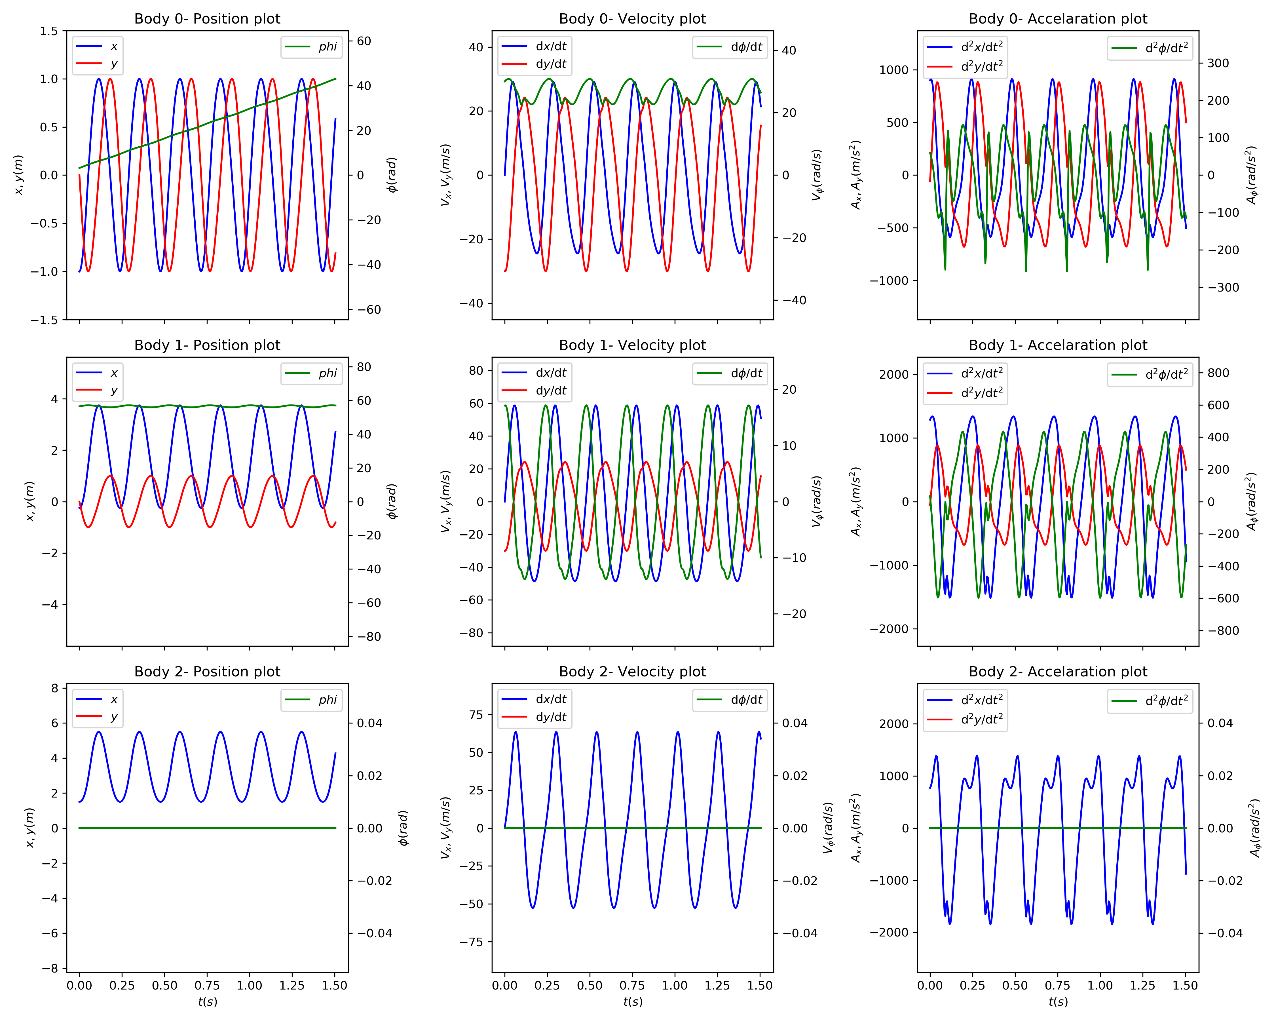 Body 0- Position plot
x
y
phi
1.5
1.0
0.5
0.0
−0.5
−1.0
−1.5
x, y(m)
60
40
20
0
−20
−40
−60
ϕ(rad)
Body 0- Velocity plot
dx/dt
dy/dt
dϕ/dt
40
20
0
−20
−40
Vx, Vy(m/s)
40
20
0
−20
−40
Vϕ(rad/s)
Body 0- Accelaration plot
d²x/dt²
d²y/dt²
d²ϕ/dt²
1000
500
0
−500
−1000
Ax, Ay(m/s²)
300
200
100
0
−100
−200
−300
Aϕ(rad/s²)
Body 1- Position plot
x
y
phi
4
2
0
−2
−4
x, y(m)
80
60
40
20
0
−20
−40
−60
−80
ϕ(rad)
Body 1- Velocity plot
dx/dt
dy/dt
dϕ/dt
80
60
40
20
0
−20
−40
−60
−80
Vx, Vy(m/s)
20
10
0
−10
−20
Vϕ(rad/s)
Body 1- Accelaration plot
d²x/dt²
d²y/dt²
d²ϕ/dt²
2000
1000
0
−1000
−2000
Ax, Ay(m/s²)
800
600
400
200
0
−200
−400
−600
−800
Aϕ(rad/s²)
Body 2- Position plot
x
y
phi
8
6
4
2
0
−2
−4
−6
−8
x, y(m)
0.04
0.02
0.00
−0.02
−0.04
ϕ(rad)
0.00 0.25 0.50 0.75 1.00 1.25 1.50
t(s)
Body 2- Velocity plot
dx/dt
dy/dt
dϕ/dt
75
50
25
0
−25
−50
−75
Vx, Vy(m/s)
0.04
0.02
0.00
−0.02
−0.04
Vϕ(rad/s)
0.00 0.25 0.50 0.75 1.00 1.25 1.50
t(s)
Body 2- Accelaration plot
d²x/dt²
d²y/dt²
d²ϕ/dt²
2000
1000
0
−1000
−2000
Ax, Ay(m/s²)
0.04
0.02
0.00
−0.02
−0.04
Aϕ(rad/s²)
0.00 0.25 0.50 0.75 1.00 1.25 1.50
t(s)